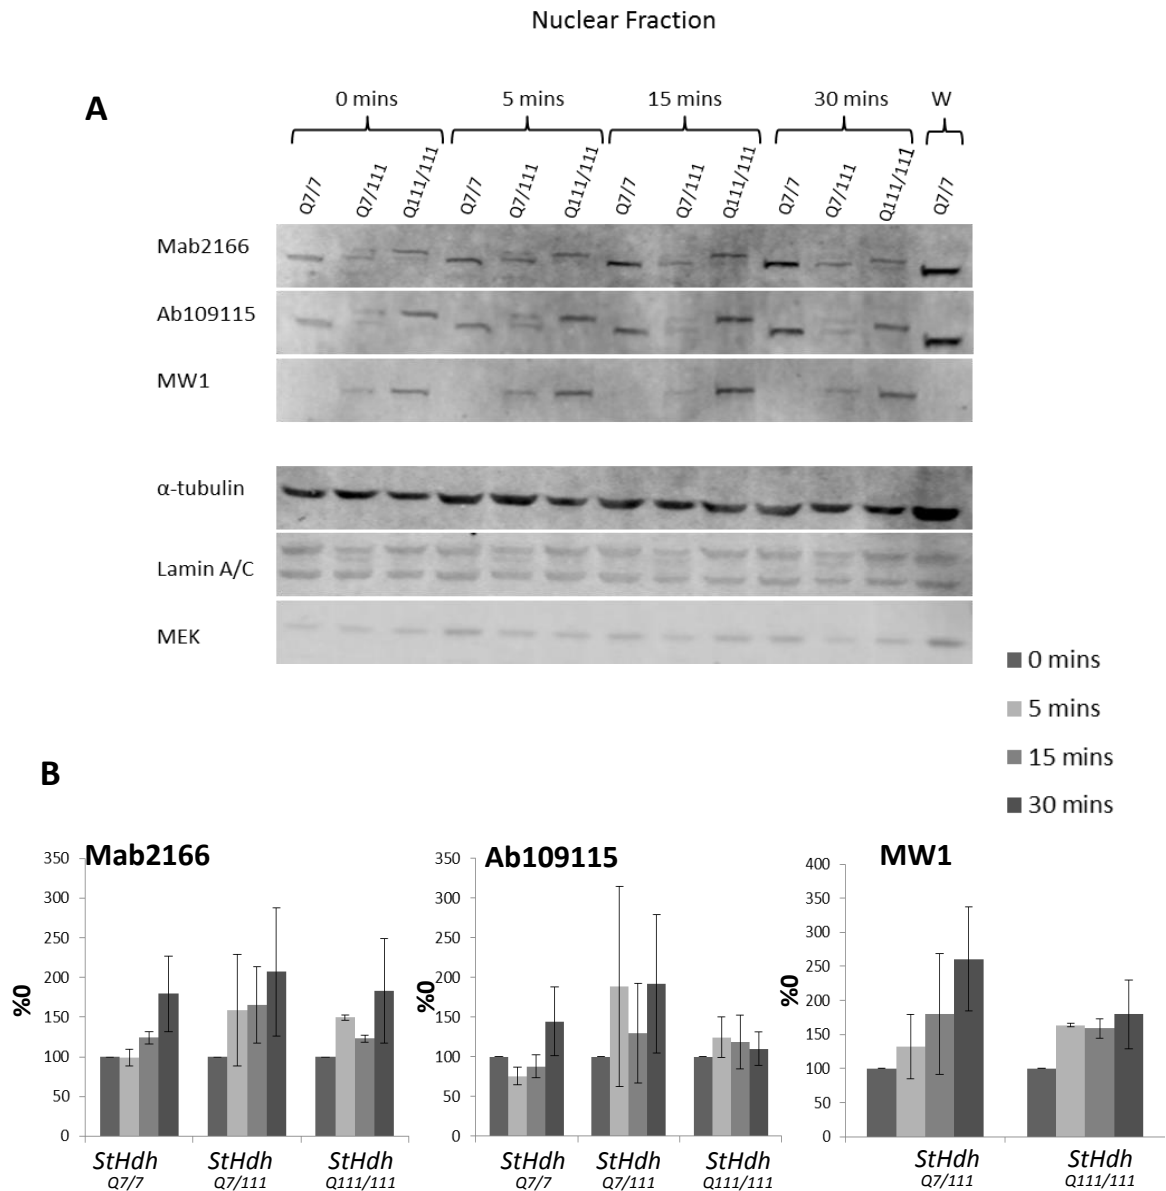 Nuclear Fraction
A
0 mins 5 mins 15 mins 30 mins W
Q7/7 Q7/111 Q111/111 Q7/7 Q7/111 Q111/111 Q7/7 Q7/111 Q111/111 Q7/7 Q7/111 Q111/111 Q7/7
Mab2166
Ab109115
MW1
α-tubulin
Lamin A/C
MEK
0 mins
5 mins
15 mins
30 mins
B
Mab2166
350
300
250
200
150
100
50
0
%0
StHdh StHdh StHdh
Q7/7 Q7/111 Q111/111
Ab109115
350
300
250
200
150
100
50
0
%0
StHdh StHdh StHdh
Q7/7 Q7/111 Q111/111
MW1
400
350
300
250
200
150
100
50
0
%0
StHdh StHdh
Q7/111 Q111/111